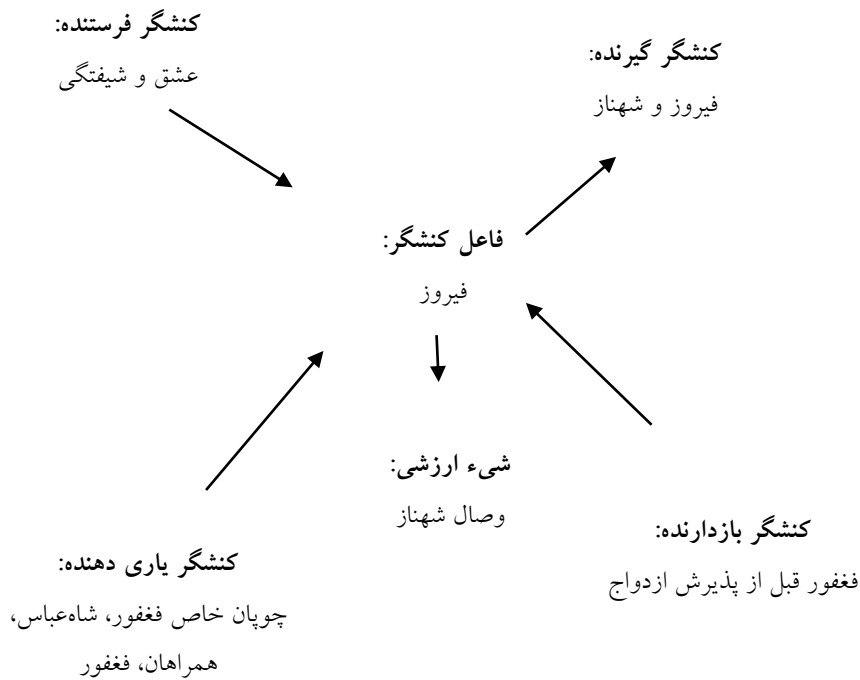 کنشگر فرستنده:
عشق و شیفتگی
کنشگر گیرنده:
فیروز و شهناز
فاعل کنشگر:
فیروز
شیء ارزشی:
وصال شهناز
کنشگر بازدارنده:
فغفور قبل از پذیرش ازدواج
کنشگر یاری دهنده:
چوپان خاص فغفور، شاه‌عباس،
همراهان، فغفور